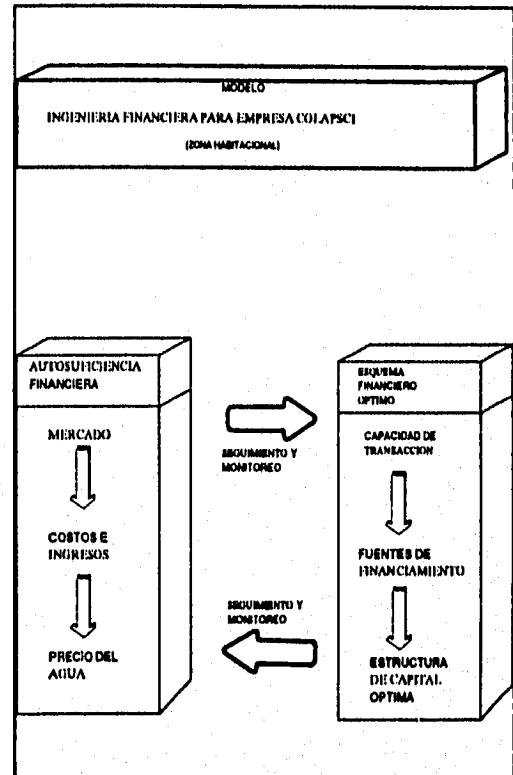 MODELO
INGENIERIA FINANCIERA PARA EMPRESA COLAPSCI
(ZONA HABITACIONAL)
AUTOSUFICIENCIA
FINANCIERA
MERCADO
COSTOS E
INGRESOS
PRECIO DEL
AGUA
SEGUIMIENTO Y
MONITOREO
SEGUIMIENTO Y
MONITOREO
ESQUEMA
FINANCIERO
OPTIMO
CAPACIDAD DE
TRANSACCION
FUENTES DE
FINANCIAMIENTO
ESTRUCTURA
DE CAPITAL
OPTIMA